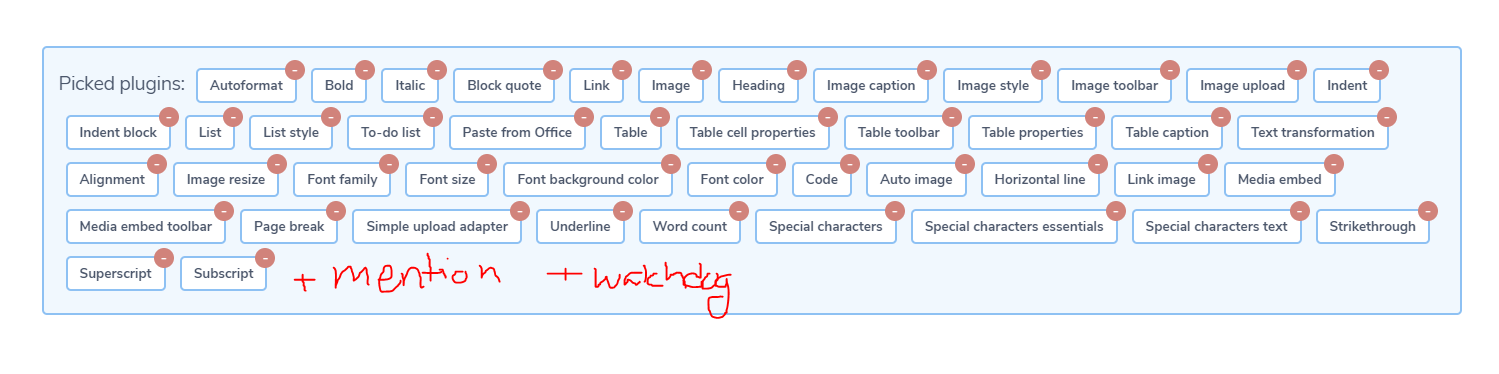 Picked plugins: Autoformat - Bold - Italic - Block quote - Link - Image - Heading - Image caption - Image style - Image toolbar - Image upload - Indent -
Indent block - List - List style - To-do list - Paste from Office - Table - Table cell properties - Table toolbar - Table properties - Table caption - Text transformation -
Alignment - Image resize - Font family - Font size - Font background color - Font color - Code - Auto image - Horizontal line - Link image - Media embed -
Media embed toolbar - Page break - Simple upload adapter - Underline - Word count - Special characters - Special characters essentials - Special characters text - Strikethrough -
Superscript - Subscript - + mention + watchdog